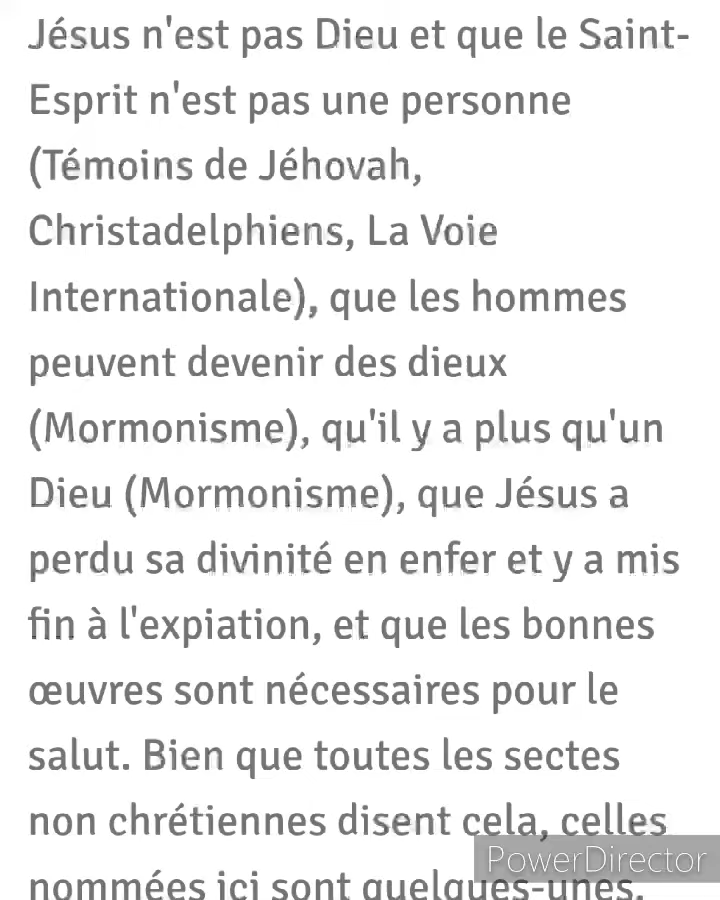 Jésus n'est pas Dieu et que le Saint-
Esprit n'est pas une personne
(Témoins de Jéhovah,
Christadelphiens, La Voie
Internationale), que les hommes
peuvent devenir des dieux
(Mormonisme), qu'il y a plus qu'un
Dieu (Mormonisme), que Jésus a
perdu sa divinité en enfer et y a mis
fin à l'expiation, et que les bonnes
œuvres sont nécessaires pour le
salut. Bien que toutes les sectes
non chrétiennes disent cela, celles
PowerDirector
nommées ici sont quelques-unes.